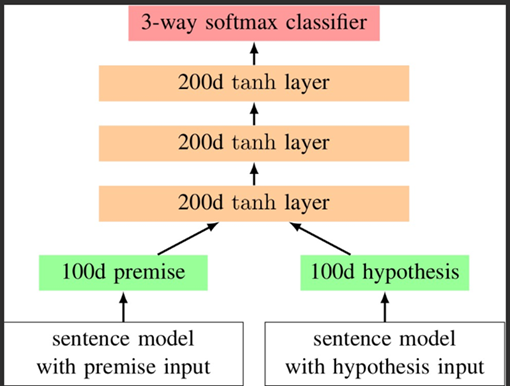 3-way softmax classifier
200d tanh layer
200d tanh layer
200d tanh layer
100d premise
100d hypothesis
sentence model
with premise input
sentence model
with hypothesis input